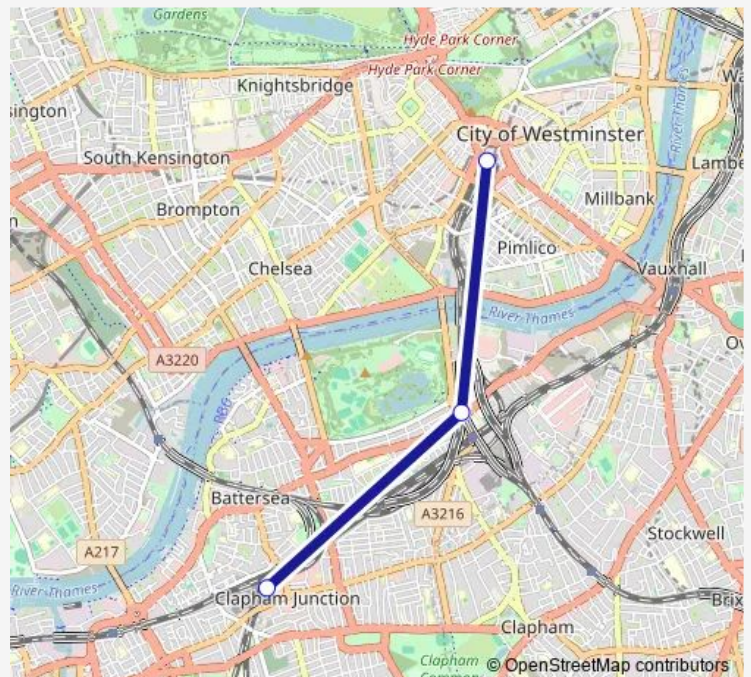 Gardens
Hyde Park Corner
Hyde Park Corner
Knightsbridge
sington
Wa
River Thames
City of Westminster
South Kensington
Lambe
Brompton
Millbank
n
Pimlico
Chelsea
Vauxhall
River Thames
A3220
Ov
Battersea
A3216
Stockwell
A217
River Thames
Clapham Junction
Brix
Clapham
Clapham
Common
© OpenStreetMap contributors